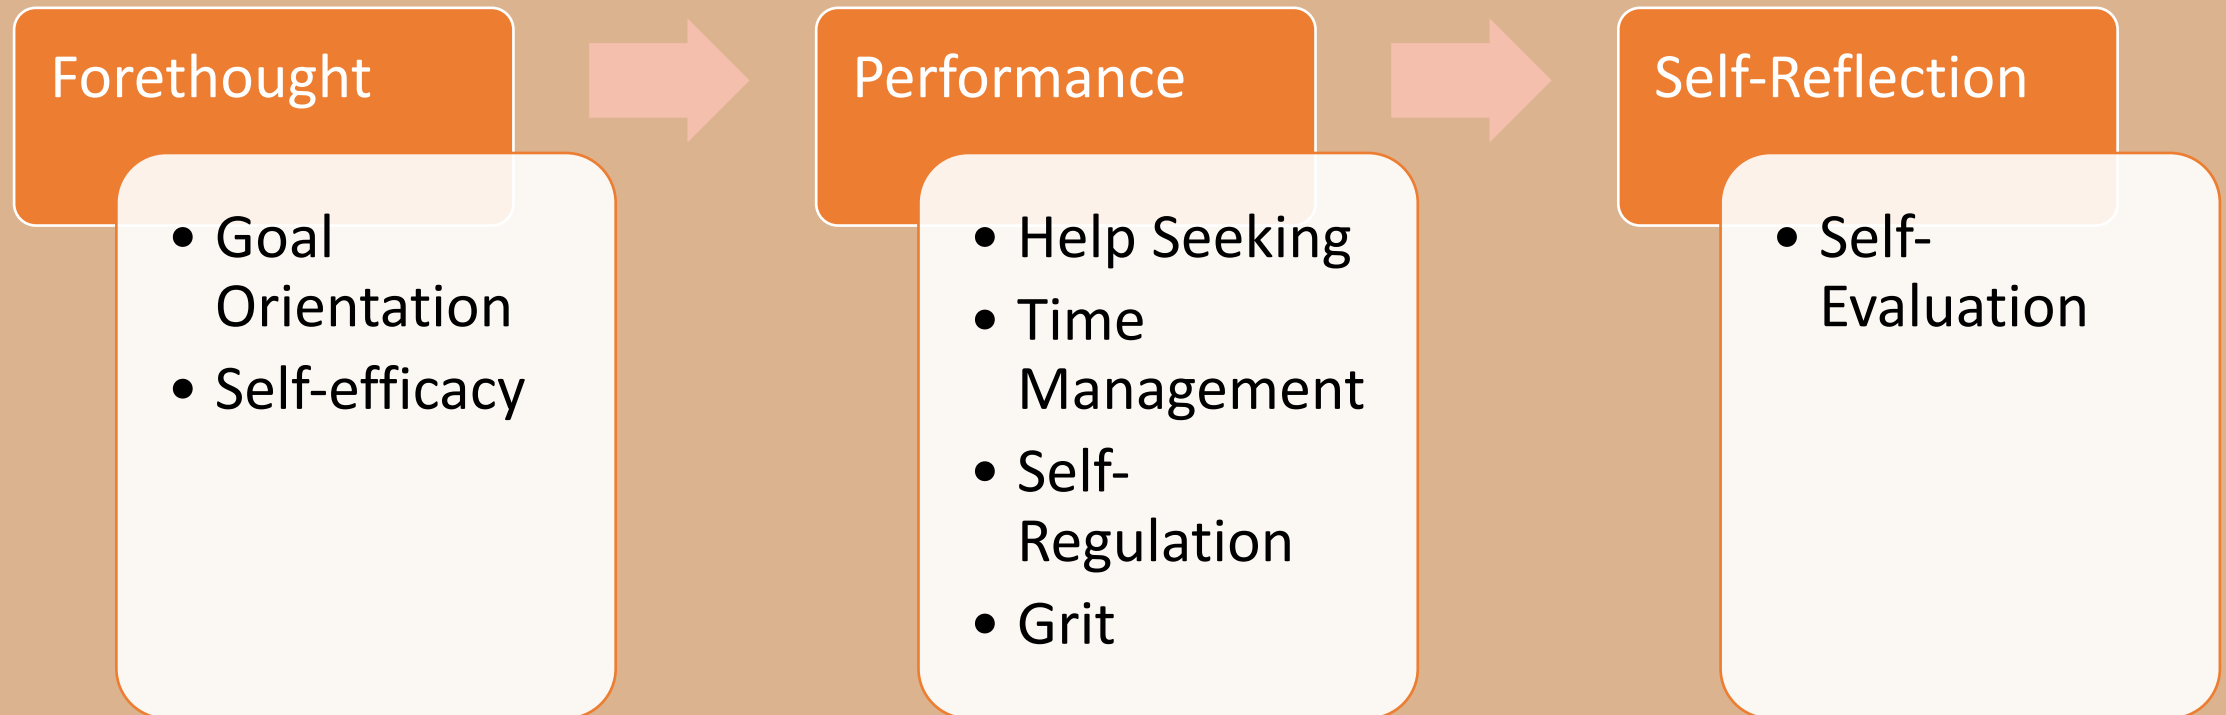 Forethought
• Goal
Orientation
• Self-efficacy
Performance
• Help Seeking
• Time
Management
• Self-
Regulation
• Grit
Self-Reflection
• Self-
Evaluation